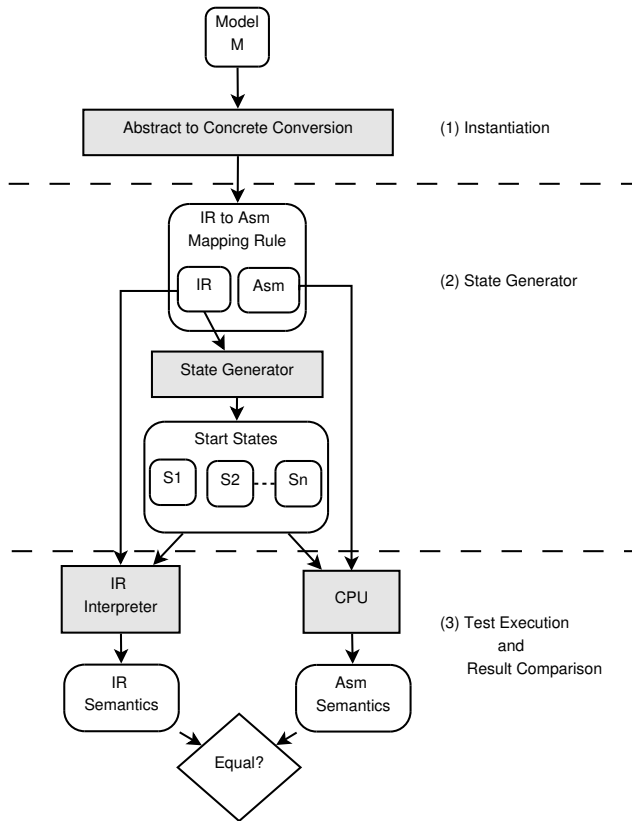 Model
M
Abstract to Concrete Conversion
(1) Instantiation
IR to Asm
Mapping Rule
IR
Asm
(2) State Generator
State Generator
Start States
S1
S2
Sn
IR
Interpreter
CPU
(3) Test Execution
and
Result Comparison
IR
Semantics
Asm
Semantics
Equal?